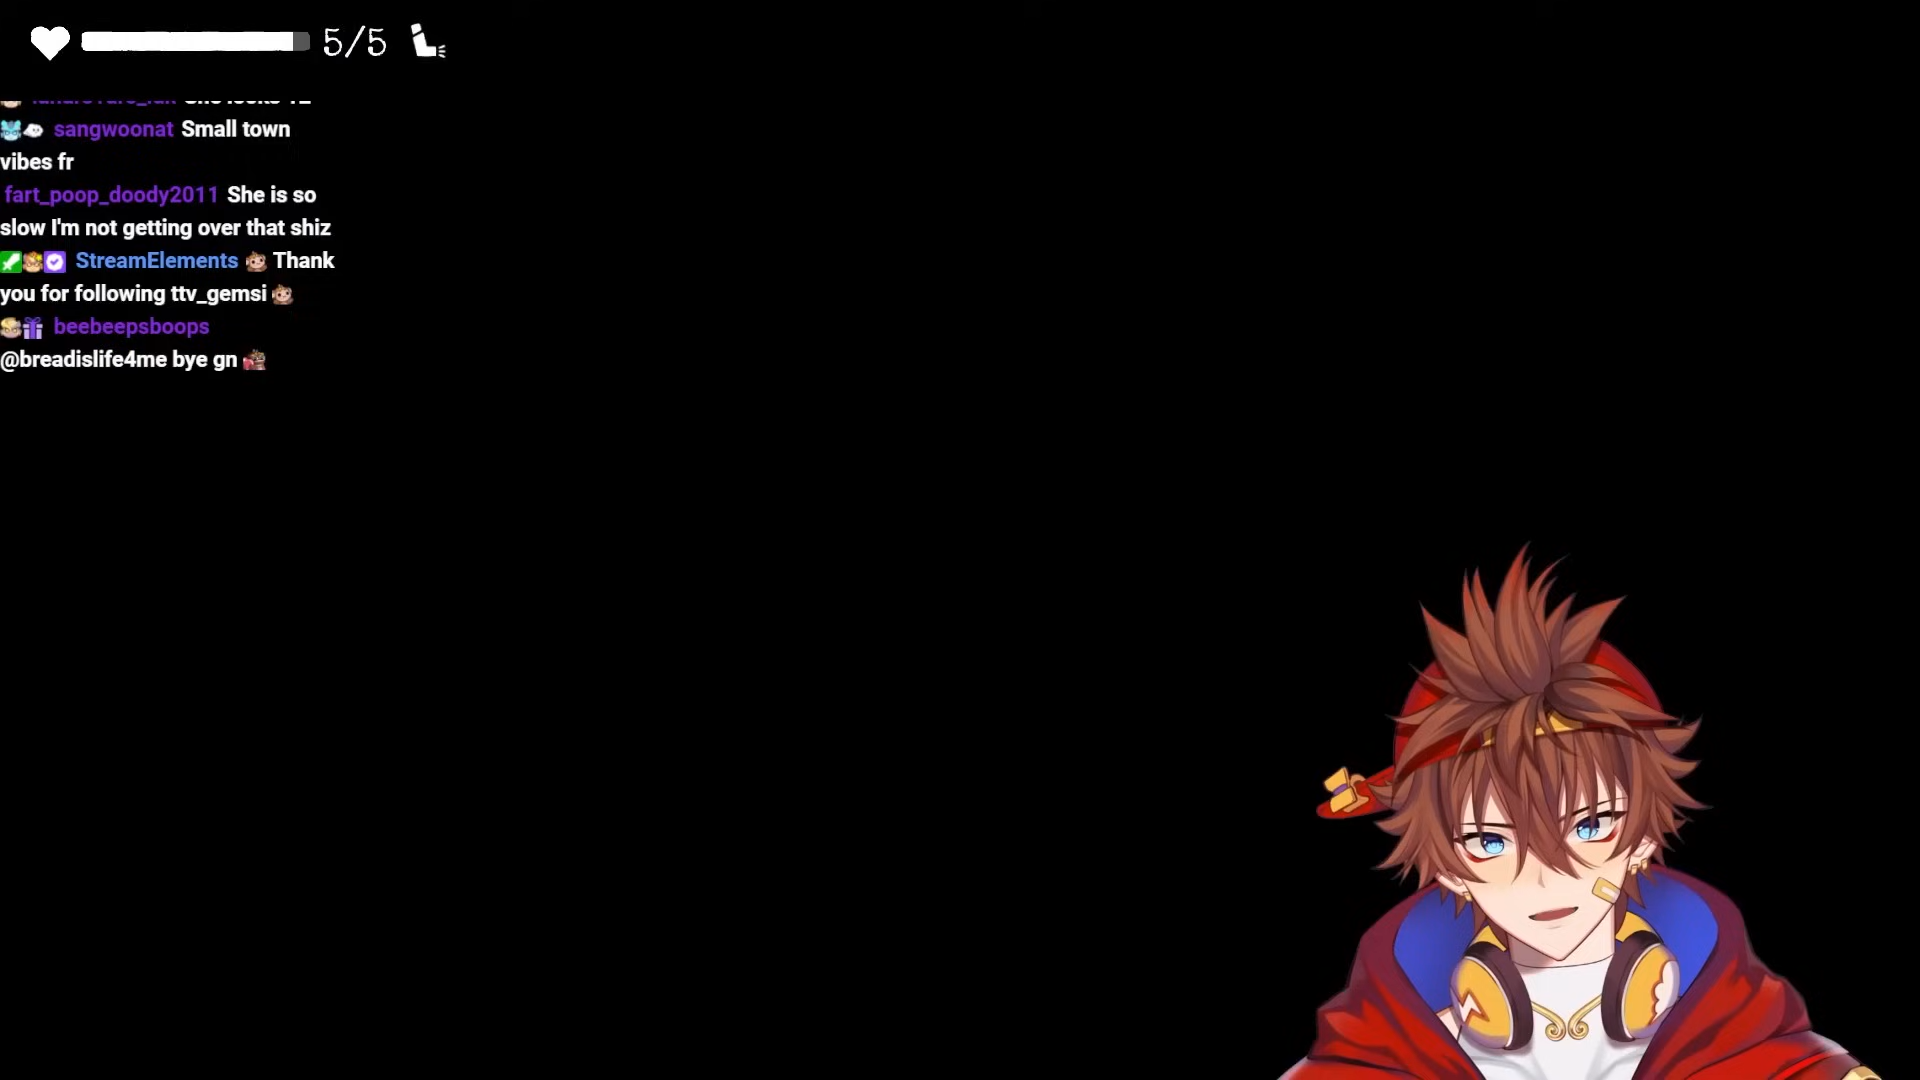 5/5
sangwoonat Small town
vibes fr
fart_poop_doody2011 She is so
slow I'm not getting over that shiz
StreamElements Thank
you for following ttv_gemsi
beebeepsboops
@breadislife4me bye gn